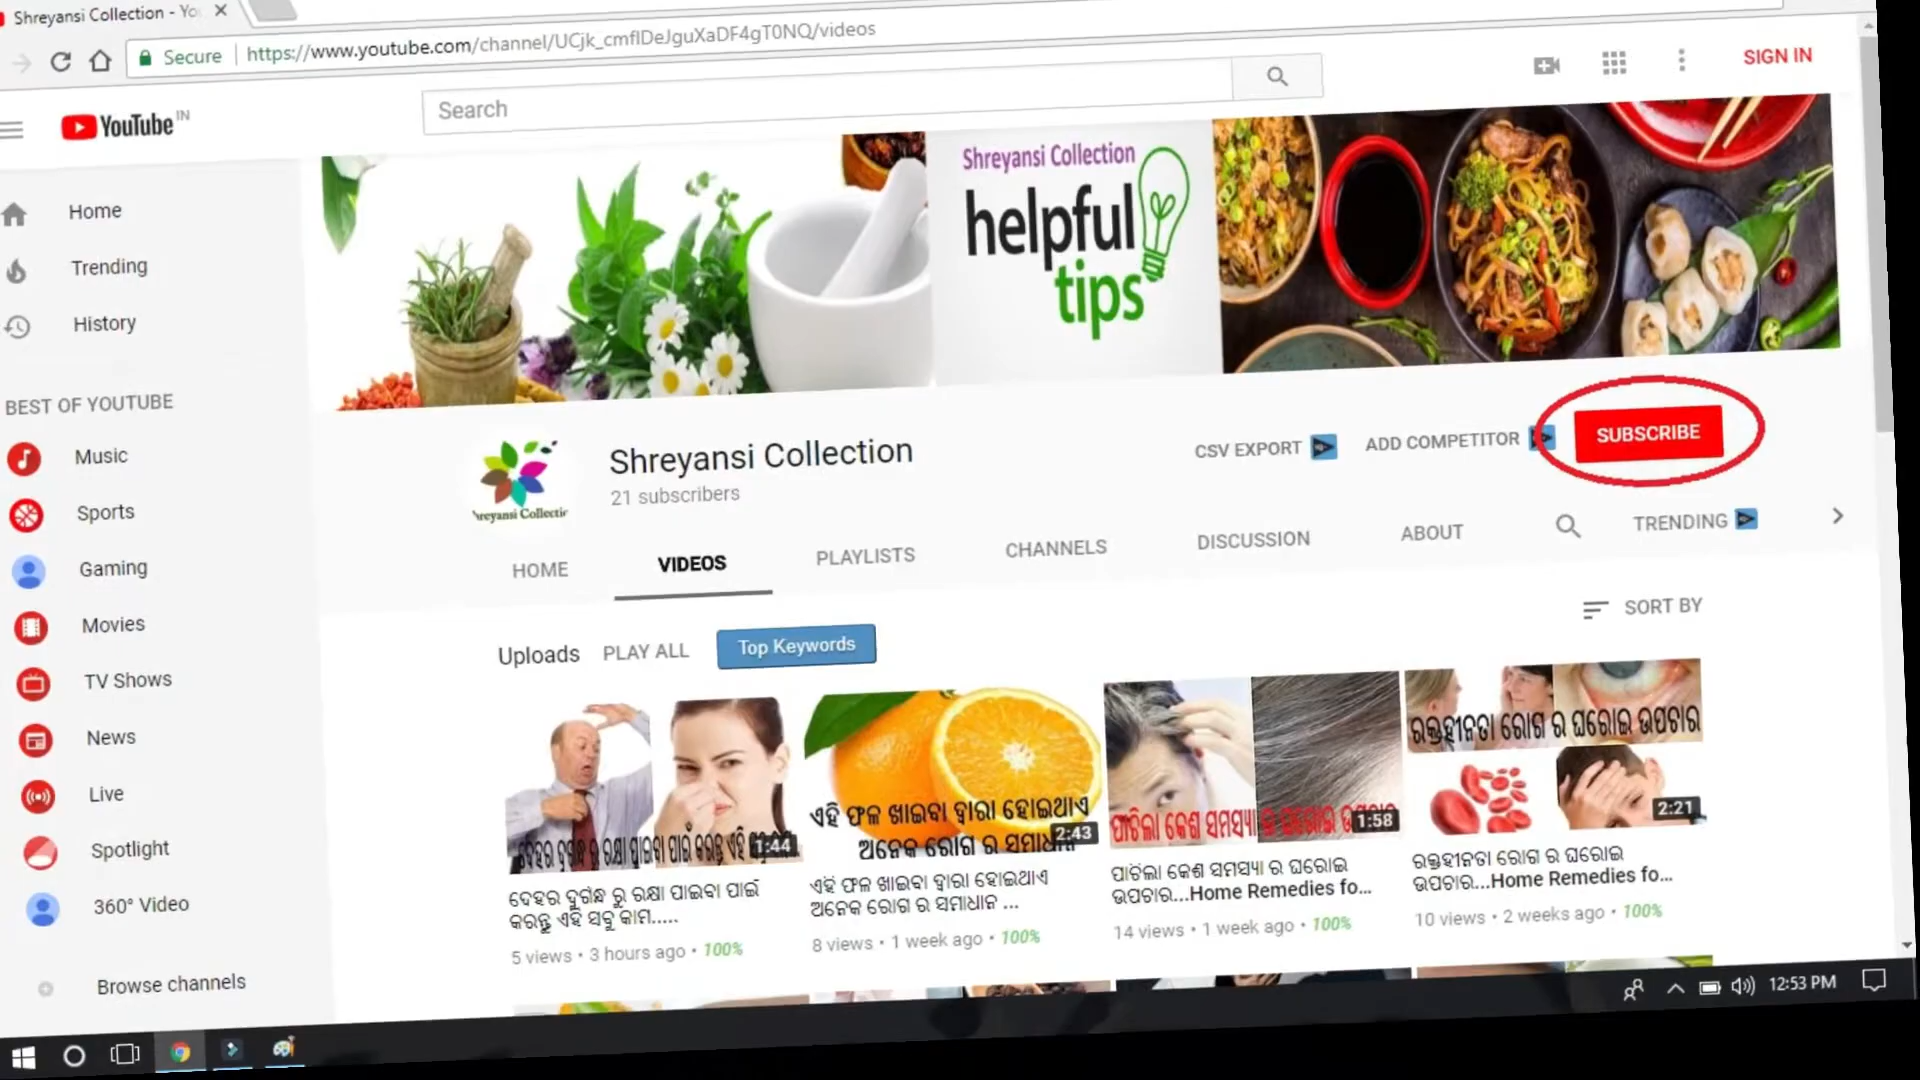 Shreyansi Collection - Yo
Secure
https://www.youtube.com/channel/UCjk_cmflDeJguXaDF4gT0NQ/videos
YouTube IN
Search
SIGN IN
Home
Trending
History
BEST OF YOUTUBE
Music
Sports
Gaming
Movies
TV Shows
News
Live
Spotlight
360° Video
Browse channels
Shreyansi Collection
helpful
tips
Shreyansi Collection
21 subscribers
CSV EXPORT
ADD COMPETITOR
SUBSCRIBE
HOME
VIDEOS
PLAYLISTS
CHANNELS
DISCUSSION
ABOUT
TRENDING
SORT BY
Uploads
PLAY ALL
Top Keywords
1:44
ଦେହର ଦୁର୍ଗନ୍ଧ ରୁ ରକ୍ଷା ପାଇବା ପାଇଁ
କରନ୍ତୁ ଏହି ସବୁ କାମ.....
5 views • 3 hours ago • 100%
ଏହି ଫଳ ଖାଇବା ଦ୍ୱାରା ହୋଇଥାଏ
ଅନେକ ରୋଗ ର ସମାଧାନ
2:43
ଏହି ଫଳ ଖାଇବା ଦ୍ୱାରା ହୋଇଥାଏ
ଅନେକ ରୋଗ ର ସମାଧାନ ...
8 views • 1 week ago • 100%
ପାଚିଲା କେଶ ସମସ୍ୟା ର ଘରୋଇ
1:58
ପାଚିଲା କେଶ ସମସ୍ୟା ର ଘରୋଇ
ଉପଚାର...Home Remedies fo...
14 views • 1 week ago • 100%
ରକ୍ତହୀନତା ରୋଗ ର ଘରୋଇ ଉପଚାର
2:21
ରକ୍ତହୀନତା ରୋଗ ର ଘରୋଇ
ଉପଚାର...Home Remedies fo...
10 views • 2 weeks ago • 100%
12:53 PM